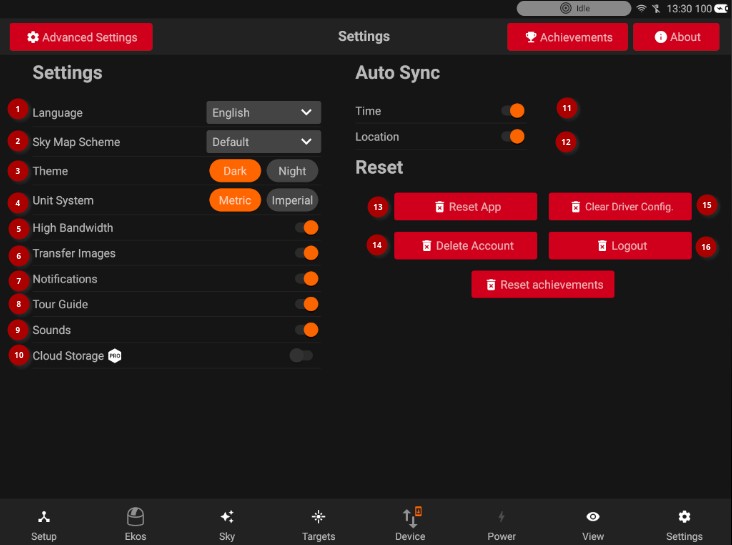 Idle 13:30 100
Advanced Settings Settings Achievements About
Settings
1 Language English
2 Sky Map Scheme Default
3 Theme Dark Night
4 Unit System Metric Imperial
5 High Bandwidth
6 Transfer Images
7 Notifications
8 Tour Guide
9 Sounds
10 Cloud Storage PRO
Auto Sync
Time 11
Location 12
Reset
13 Reset App Clear Driver Config. 15
14 Delete Account Logout 16
Reset achievements
Setup Ekos Sky Targets Device Power View Settings